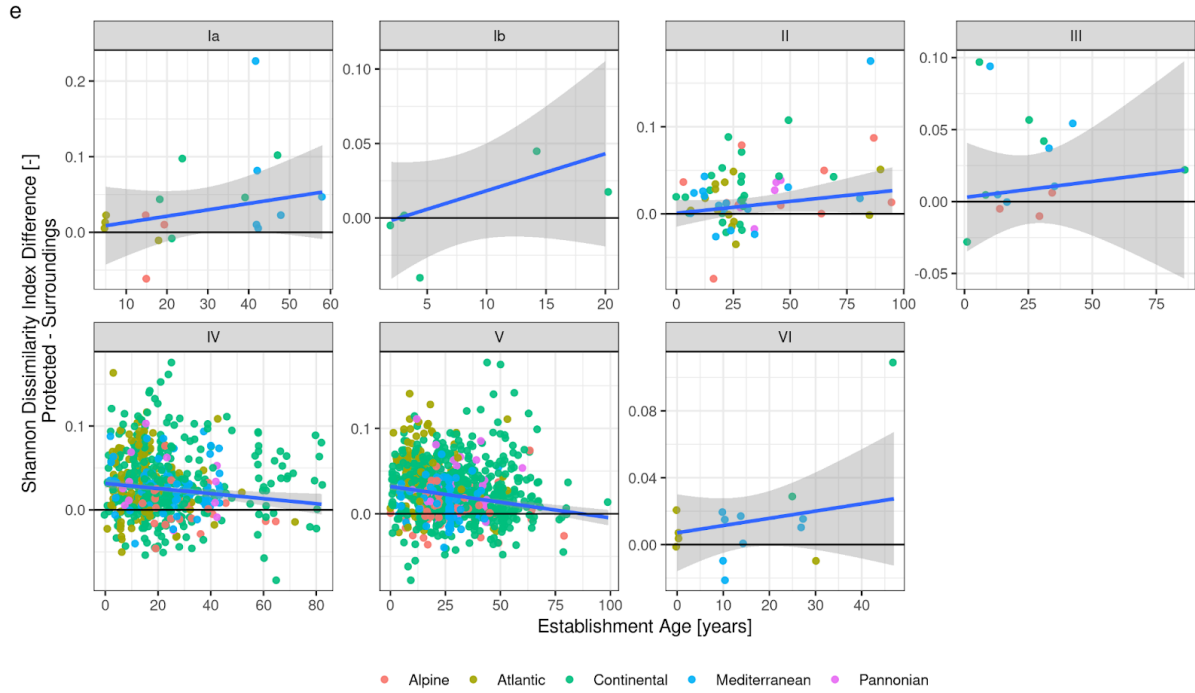 e
Ia
Ib
II
III
0.2
0.1
0.0
0.10
0.05
0.00
0.1
0.0
0.10
0.05
0.00
-0.05
10 20 30 40 50 60
5 10 15 20
0 25 50 75 100
0 25 50 75
Shannon Dissimilarity Index Difference [-]
Protected - Surroundings
IV
V
VI
0.1
0.0
0.1
0.0
0.08
0.04
0.00
0 20 40 60 80
0 25 50 75 100
0 10 20 30 40
Establishment Age [years]
Alpine Atlantic Continental Mediterranean Pannonian